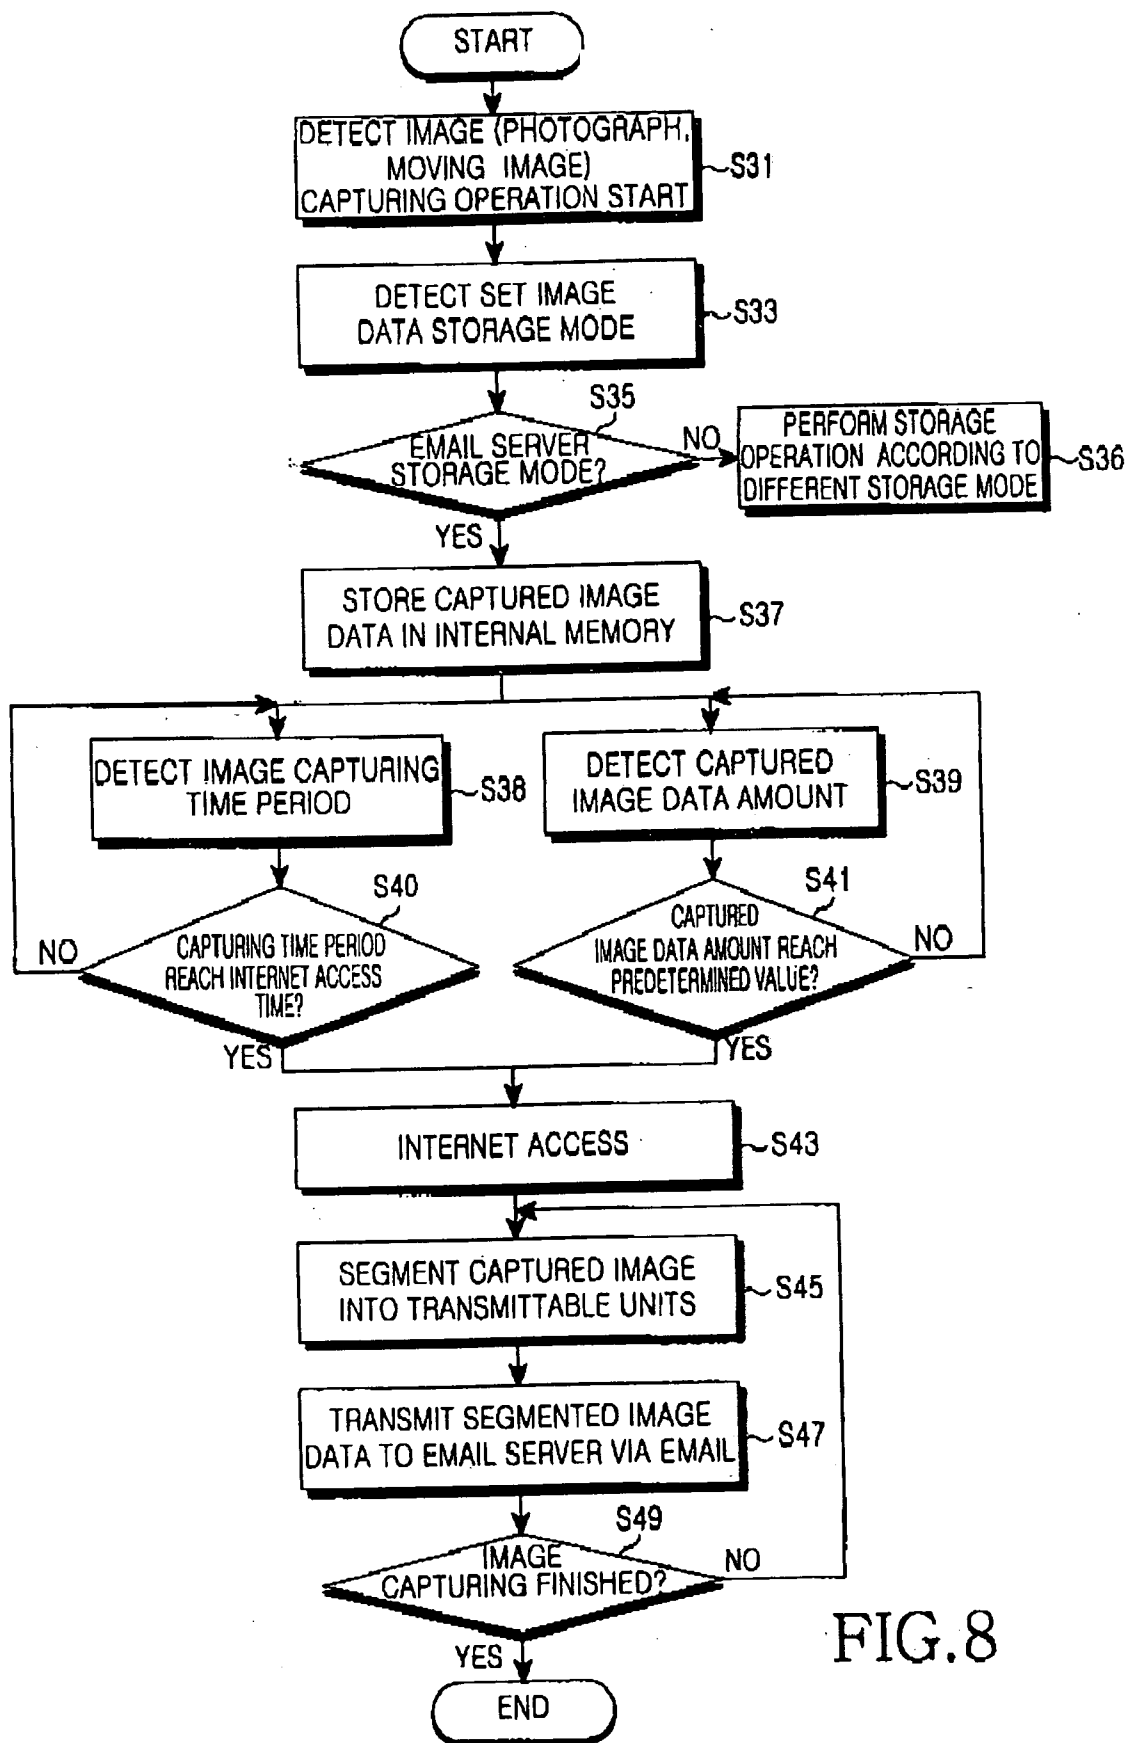 START
DETECT IMAGE (PHOTOGRAPH,
MOVING IMAGE)
CAPTURING OPERATION START
S31
DETECT SET IMAGE
DATA STORAGE MODE
S33
S35
EMAIL SERVER
STORAGE MODE?
NO
YES
PERFORM STORAGE
OPERATION ACCORDING TO
DIFFERENT STORAGE MODE
S36
STORE CAPTURED IMAGE
DATA IN INTERNAL MEMORY
S37
DETECT IMAGE CAPTURING
TIME PERIOD
S38
DETECT CAPTURED
IMAGE DATA AMOUNT
S39
S40
NO
CAPTURING TIME PERIOD
REACH INTERNET ACCESS
TIME?
YES
S41
CAPTURED
IMAGE DATA AMOUNT REACH
PREDETERMINED VALUE?
NO
YES
INTERNET ACCESS
S43
SEGMENT CAPTURED IMAGE
INTO TRANSMITTABLE UNITS
S45
TRANSMIT SEGMENTED IMAGE
DATA TO EMAIL SERVER VIA EMAIL
S47
S49
IMAGE
CAPTURING FINISHED?
NO
YES
END
FIG.8